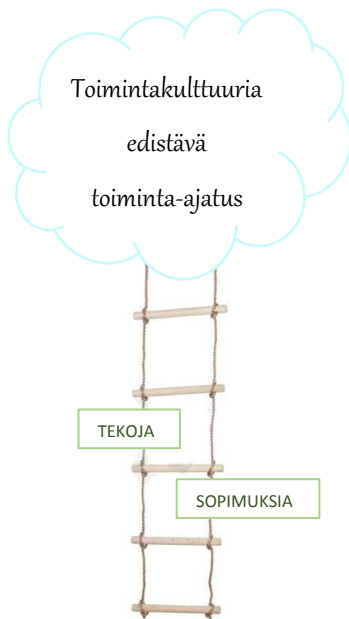 Toimintakulttuuria
edistävä
toiminta-ajatus
TEKOJA
SOPIMUKSIA